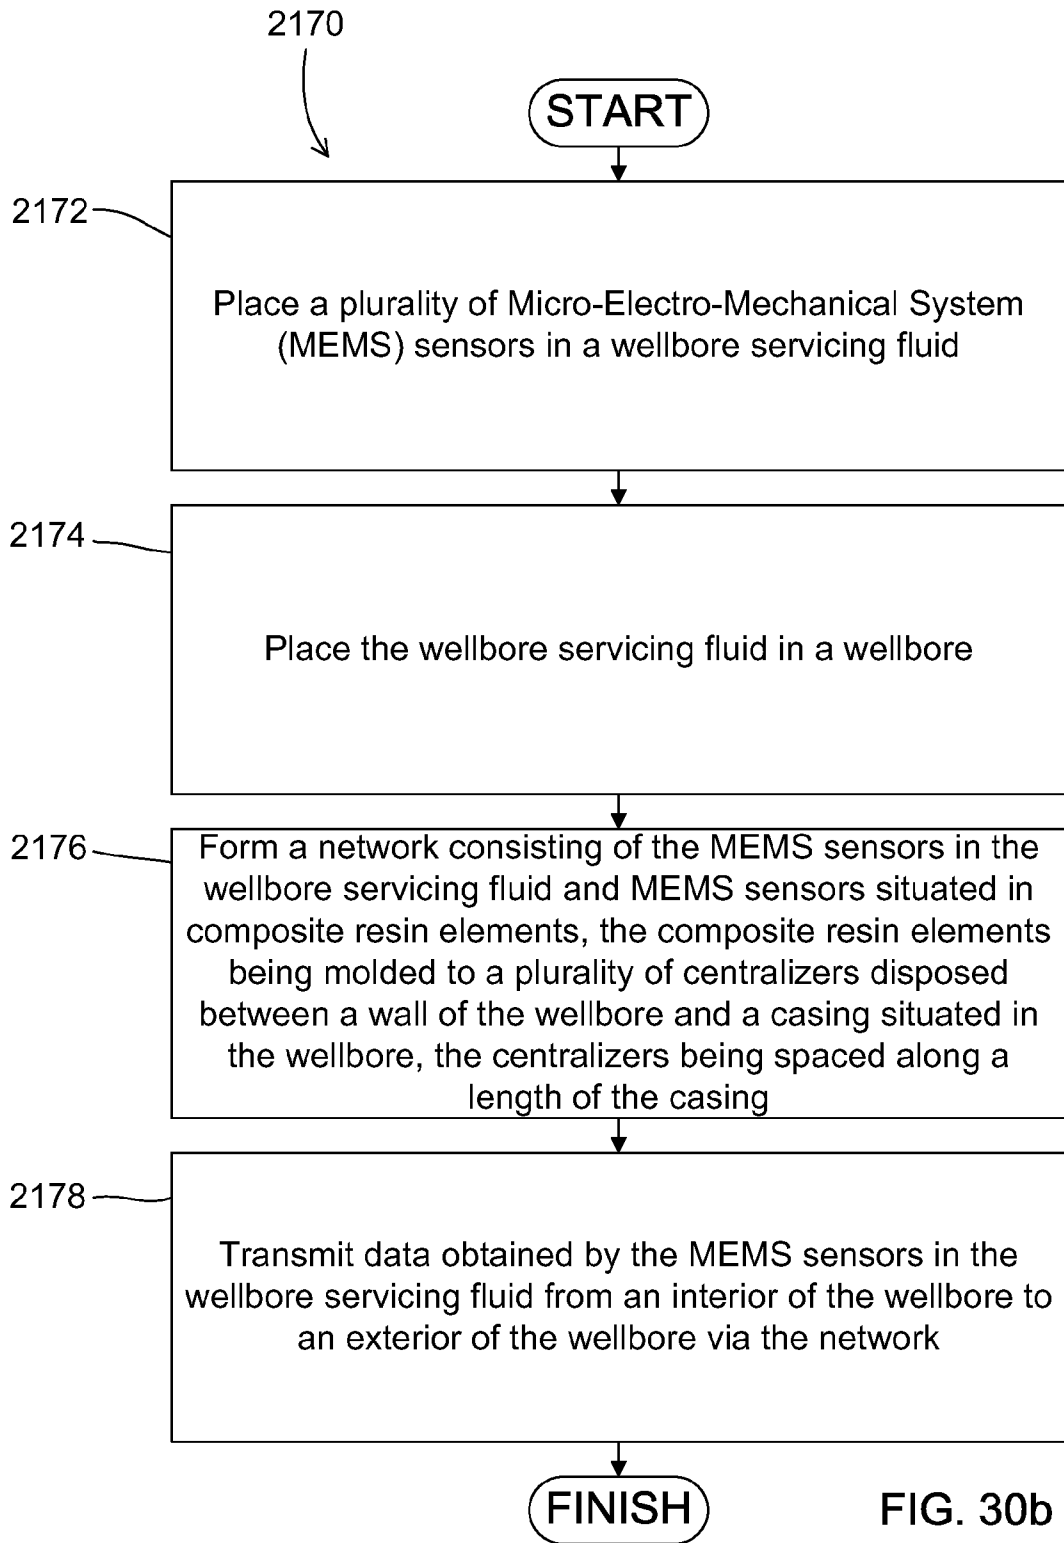 2170
START
2172
Place a plurality of Micro-Electro-Mechanical System
(MEMS) sensors in a wellbore servicing fluid
2174
Place the wellbore servicing fluid in a wellbore
2176
Form a network consisting of the MEMS sensors in the
wellbore servicing fluid and MEMS sensors situated in
composite resin elements, the composite resin elements
being molded to a plurality of centralizers disposed
between a wall of the wellbore and a casing situated in
the wellbore, the centralizers being spaced along a
length of the casing
2178
Transmit data obtained by the MEMS sensors in the
wellbore servicing fluid from an interior of the wellbore to
an exterior of the wellbore via the network
FINISH
FIG. 30b